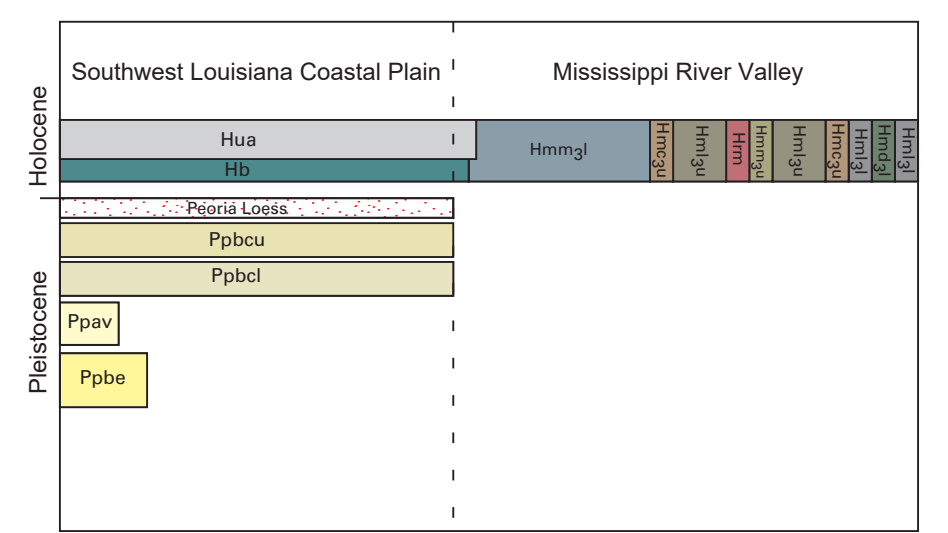 Southwest Louisiana Coastal Plain
Mississippi River Valley
Holocene
Hua
Hb
Hmm3l
Hmc3u
Hml3u
Hrm
Hmm3u
Hml3u
Hmc3u
Hml3l
Hmd3l
Hml3l
Pleistocene
Peoria Loess
Ppbcu
Ppbcl
Ppav
Ppbe